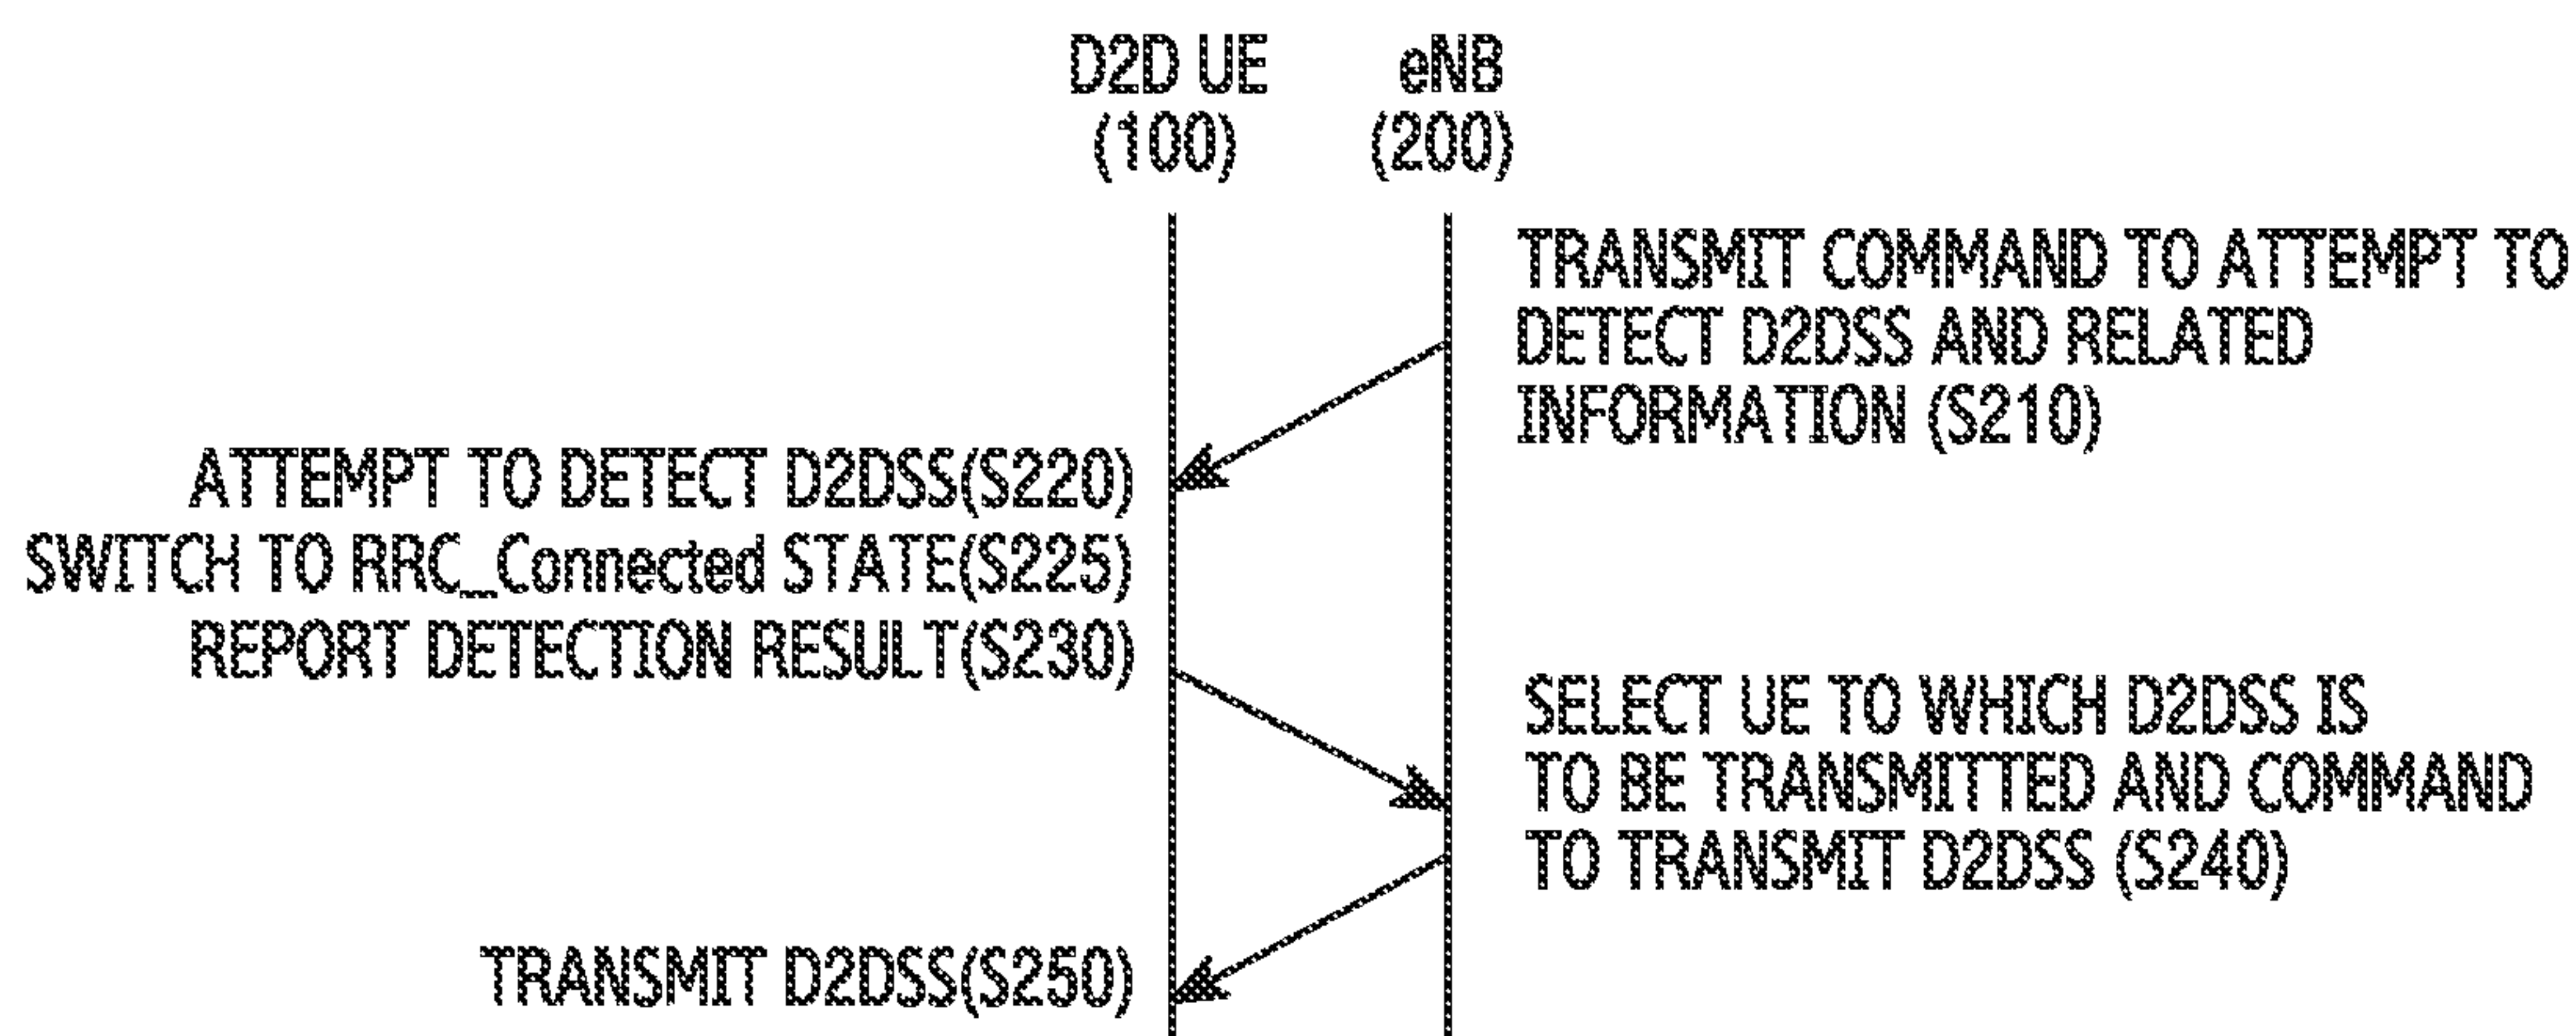 D2D UE
(100)
eNB
(200)
TRANSMIT COMMAND TO ATTEMPT TO
DETECT D2DSS AND RELATED
INFORMATION (S210)
ATTEMPT TO DETECT D2DSS(S220)
SWITCH TO RRC_Connected STATE(S225)
REPORT DETECTION RESULT(S230)
SELECT UE TO WHICH D2DSS IS
TO BE TRANSMITTED AND COMMAND
TO TRANSMIT D2DSS (S240)
TRANSMIT D2DSS(S250)